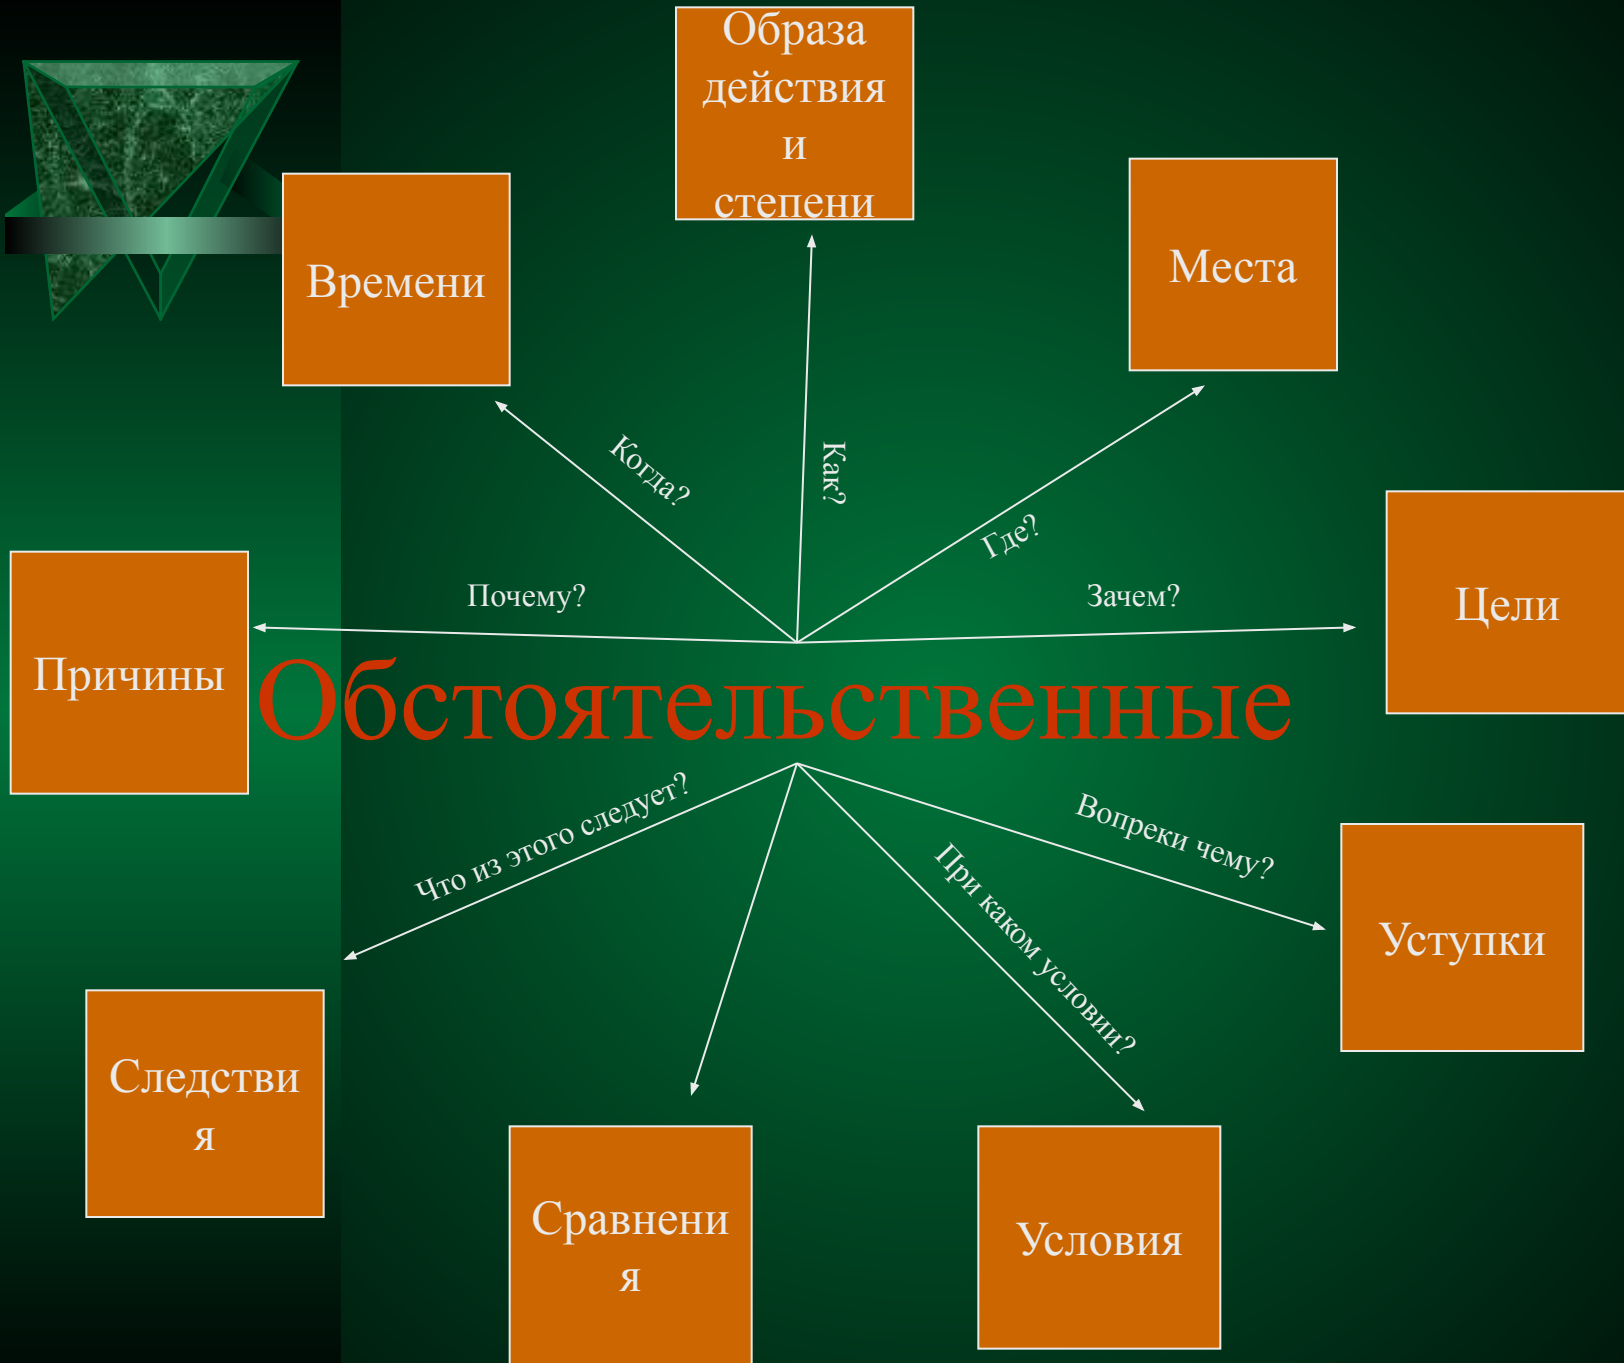 Образа
действия
и
степени
Времени
Места
Когда?
Как?
Где?
Почему?
Зачем?
Цели
Причины
Обстоятельственные
Что из этого следует?
При каком условии?
Вопреки чему?
Уступки
Следстви
я
Сравнени
я
Условия